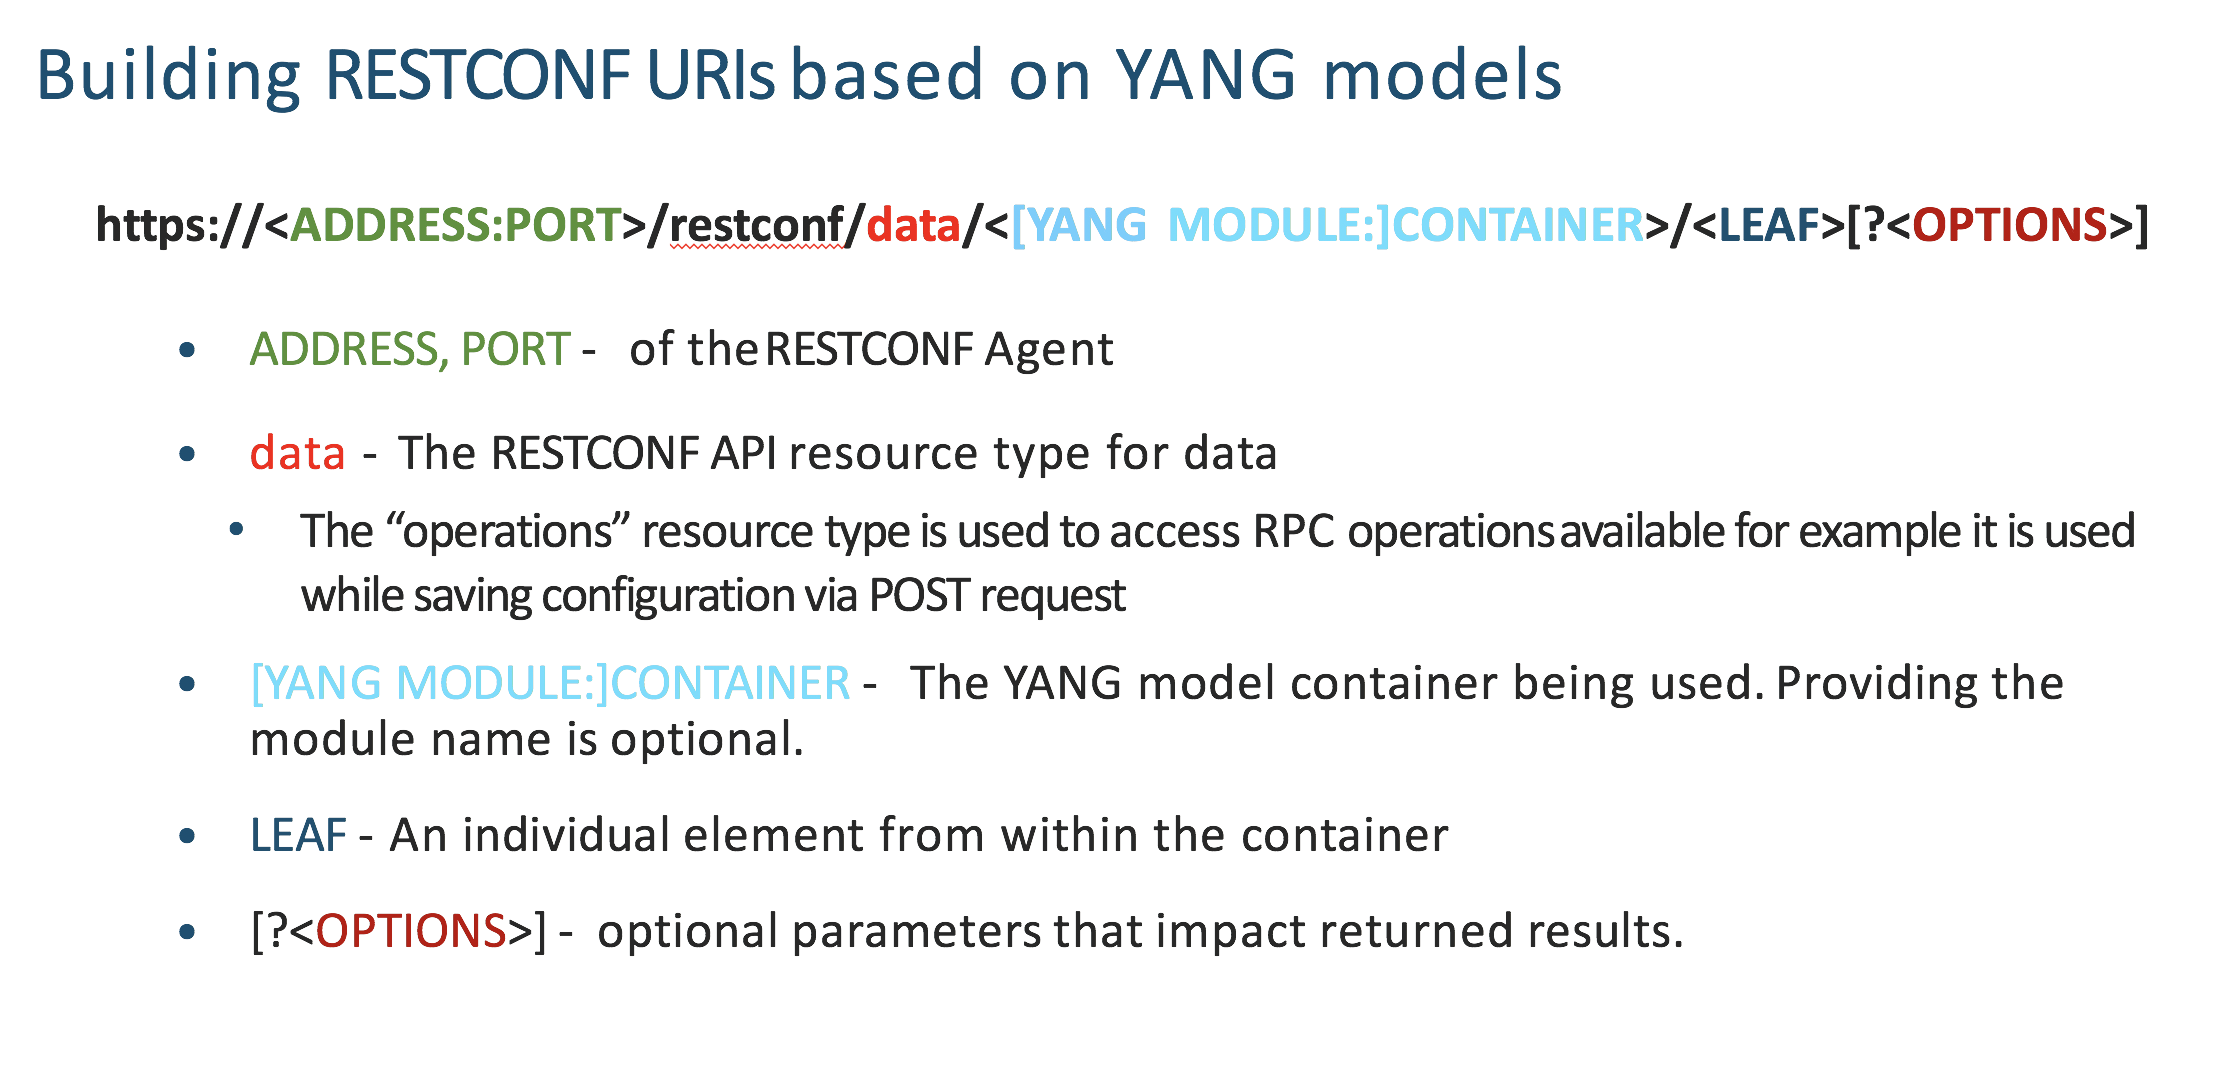 Building RESTCONF URIs based on YANG models
https://<ADDRESS:PORT>/restconf/data/<[YANG MODULE:]CONTAINER>/<LEAF>[?<OPTIONS>]
• ADDRESS, PORT - of the RESTCONF Agent
• data - The RESTCONF API resource type for data
• The “operations” resource type is used to access RPC operations available for example it is used
while saving configuration via POST request
• [YANG MODULE:]CONTAINER - The YANG model container being used. Providing the
module name is optional.
• LEAF - An individual element from within the container
• [?<OPTIONS>] - optional parameters that impact returned results.